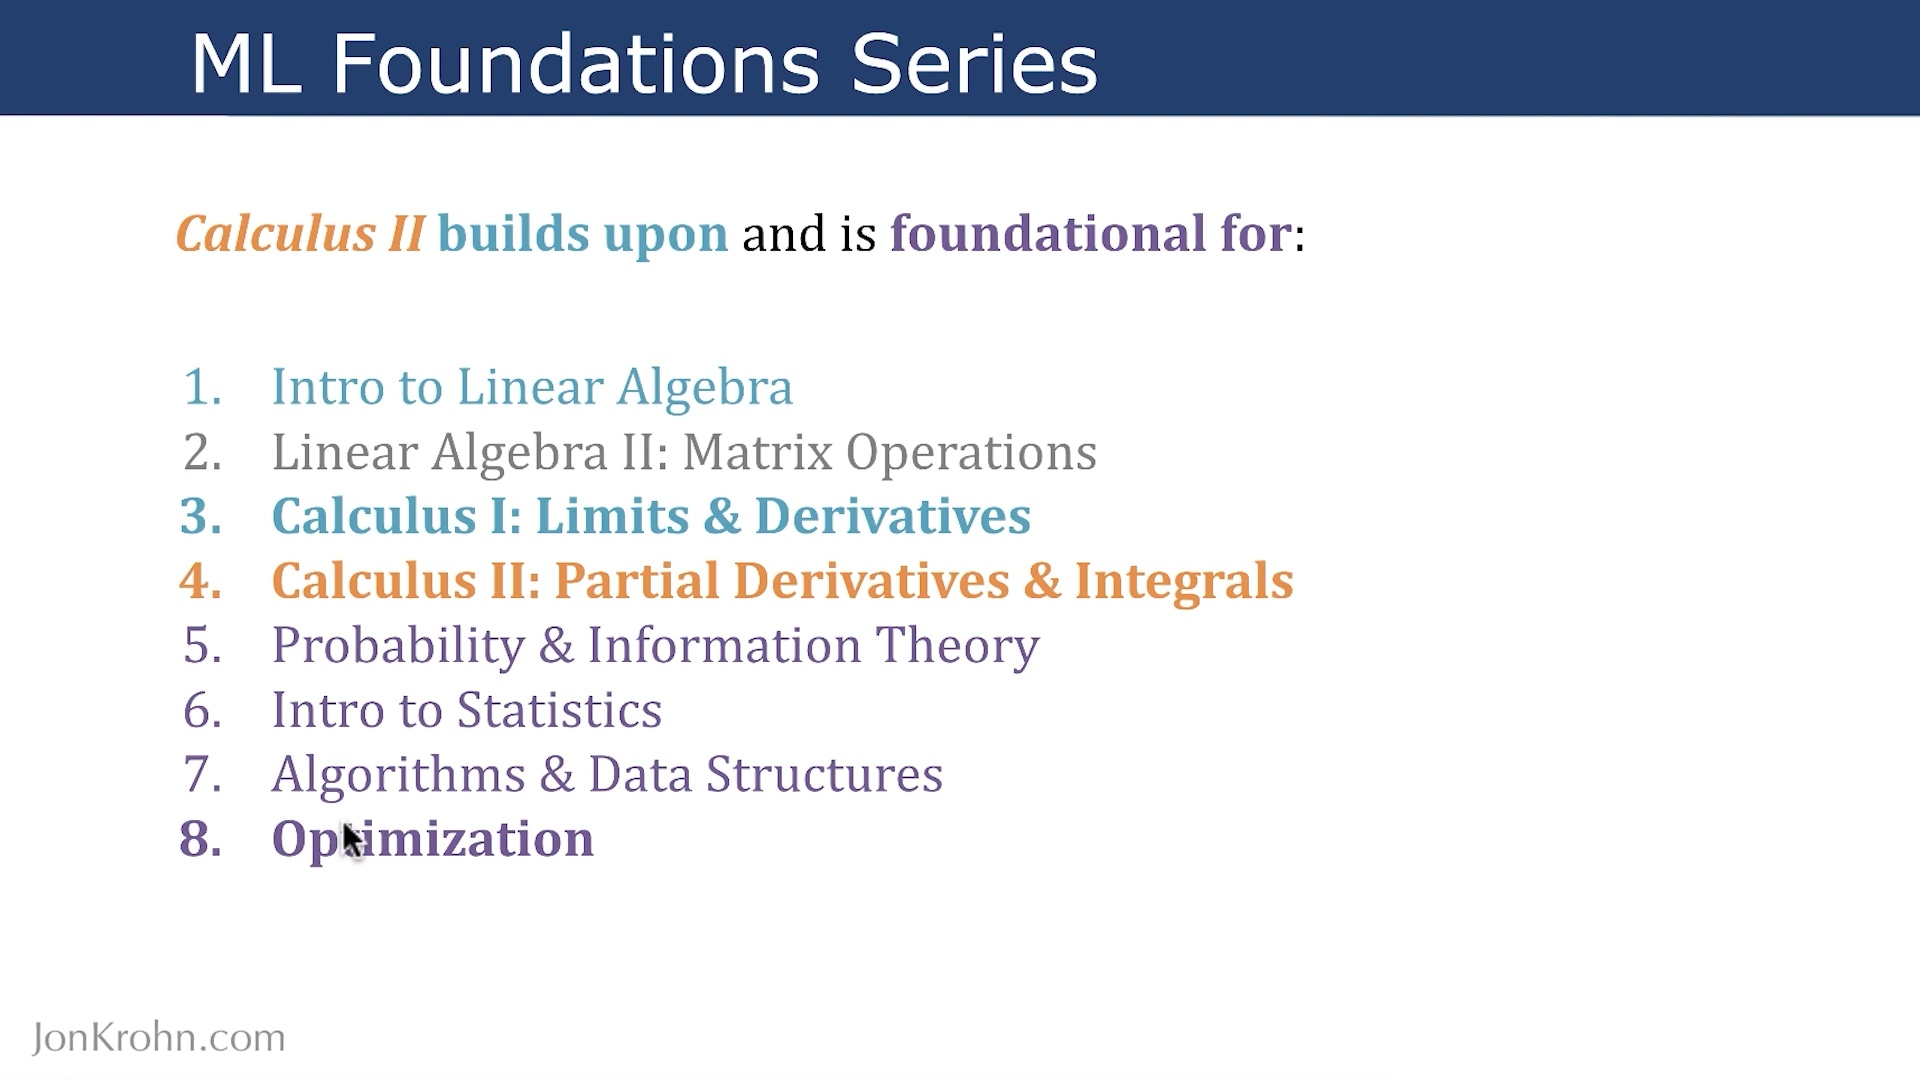 ML Foundations Series
Calculus II builds upon and is foundational for:
1. Intro to Linear Algebra
2. Linear Algebra II: Matrix Operations
3. Calculus I: Limits & Derivatives
4. Calculus II: Partial Derivatives & Integrals
5. Probability & Information Theory
6. Intro to Statistics
7. Algorithms & Data Structures
8. Optimization
JonKrohn.com